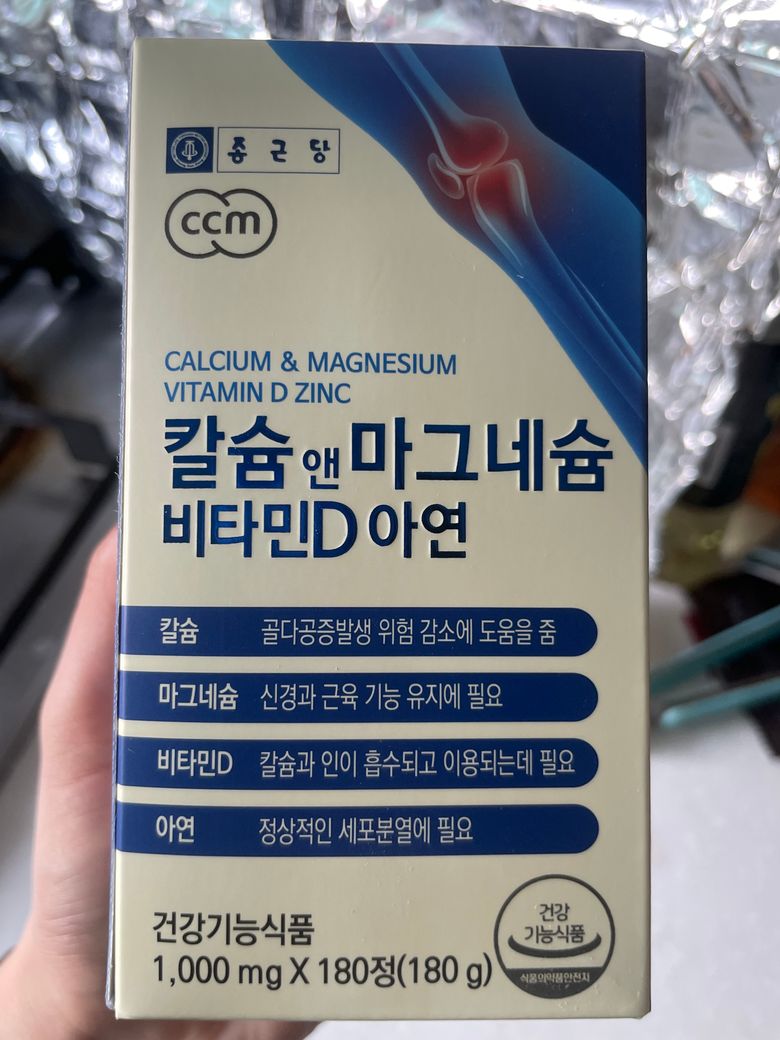 종근당
ccm
CALCIUM & MAGNESIUM
VITAMIN D ZINC
칼슘 앤 마그네슘
비타민D 아연
칼슘 골다공증발생 위험 감소에 도움을 줌
마그네슘 신경과 근육 기능 유지에 필요
비타민D 칼슘과 인이 흡수되고 이용되는데 필요
아연 정상적인 세포분열에 필요
건강기능식품
1,000 mg X 180정(180 g)
건강
기능식품
식품의약품안전처